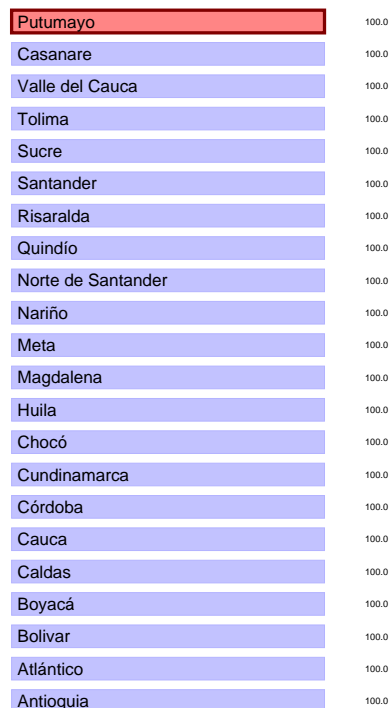 Putumayo 100.0
Casanare 100.0
Valle del Cauca 100.0
Tolima 100.0
Sucre 100.0
Santander 100.0
Risaralda 100.0
Quindío 100.0
Norte de Santander 100.0
Nariño 100.0
Meta 100.0
Magdalena 100.0
Huila 100.0
Chocó 100.0
Cundinamarca 100.0
Córdoba 100.0
Cauca 100.0
Caldas 100.0
Boyacá 100.0
Bolivar 100.0
Atlántico 100.0
Antioquia 100.0